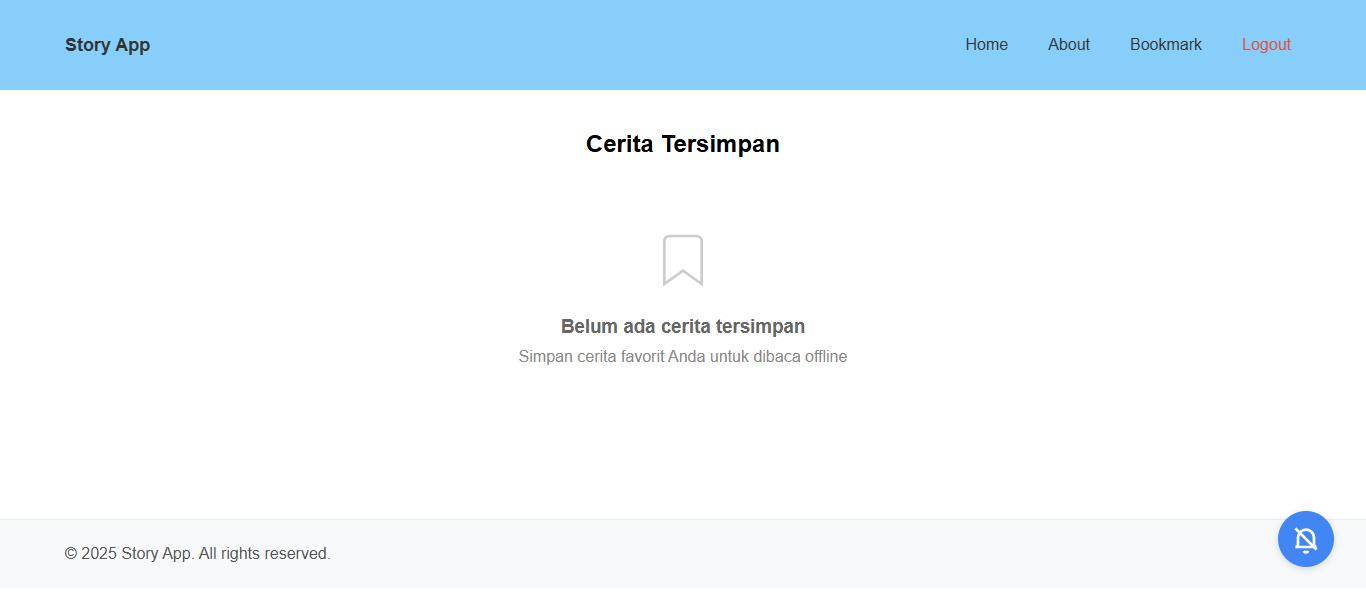 Story App
Home
About
Bookmark
Logout
Cerita Tersimpan
Belum ada cerita tersimpan
Simpan cerita favorit Anda untuk dibaca offline
© 2025 Story App. All rights reserved.